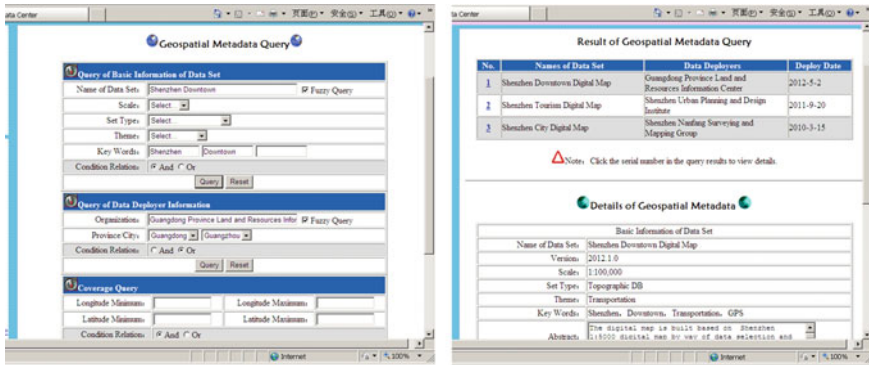 ata Center
页面(P) 安全(S) 工具(O)
Geospatial Metadata Query
Query of Basic Information of Data Set
Name of Data Set: Shenzhen Downtown Fuzzy Query
Scale: Select..
Set Type: Select...
Theme: Select...
Key Words: Shenzhen Downtown
Condition Relation: And Or
Query Reset
Query of Data Deployer Information
Organization: Guangdong Province Land and Resources Infor Fuzzy Query
Province City: Guangdong Guangzhou
Condition Relation: And Or
Query Reset
Coverage Query
Longitude Minimum: Longitude Maximum:
Latitude Minimum: Latitude Maximum:
Condition Relation: And Or
Internet 100%
ta Center
页面(P) 安全(S) 工具(O)
Result of Geospatial Metadata Query
No. Names of Data Set Data Deployers Deploy Date
1 Shenzhen Downtown Digital Map Guangdong Province Land and Resources Information Center 2012-5-2
2 Shenzhen Tourism Digital Map Shenzhen Urban Planning and Design Institute 2011-9-20
3 Shenzhen City Digital Map Shenzhen Nanfang Surveying and Mapping Group 2010-3-15
Note: Click the serial number in the query results to view details.
Details of Geospatial Metadata
Basic Information of Data Set
Name of Data Set: Shenzhen Downtown Digital Map
Version: 2012.1.0
Scale: 1:100,000
Set Type: Topographic DB
Theme: Transportation
Key Words: Shenzhen, Downtown, Transportation, GPS
Abstract: The digital map is built based on Shenzhen
1:5000 digital map by way of data selection and
Internet 100%